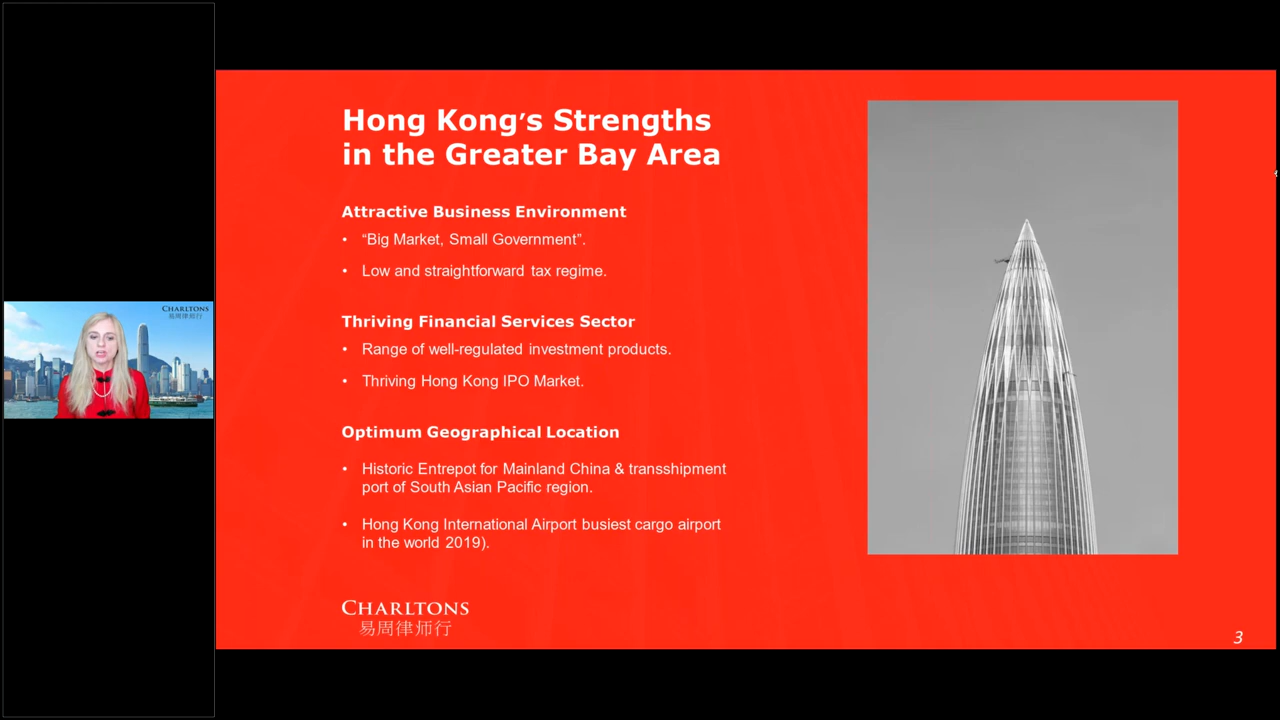 Hong Kong's Strengths
in the Greater Bay Area
Attractive Business Environment
• “Big Market, Small Government”.
• Low and straightforward tax regime.
Thriving Financial Services Sector
• Range of well-regulated investment products.
• Thriving Hong Kong IPO Market.
Optimum Geographical Location
• Historic Entrepot for Mainland China & transshipment
port of South Asian Pacific region.
• Hong Kong International Airport busiest cargo airport
in the world 2019).
CHARLTONS
易周律师行
3
CHARLTONS
易周律师行